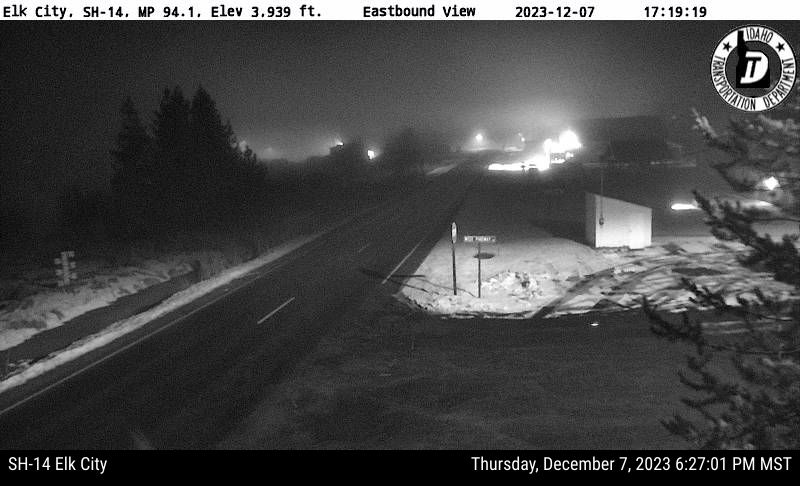 Elk City, SH-14, MP 94.1, Elev 3,939 ft. Eastbound View 2023-12-07 17:19:19
IDAHO
TRANSPORTATION DEPARTMENT
SH-14 Elk City Thursday, December 7, 2023 6:27:01 PM MST